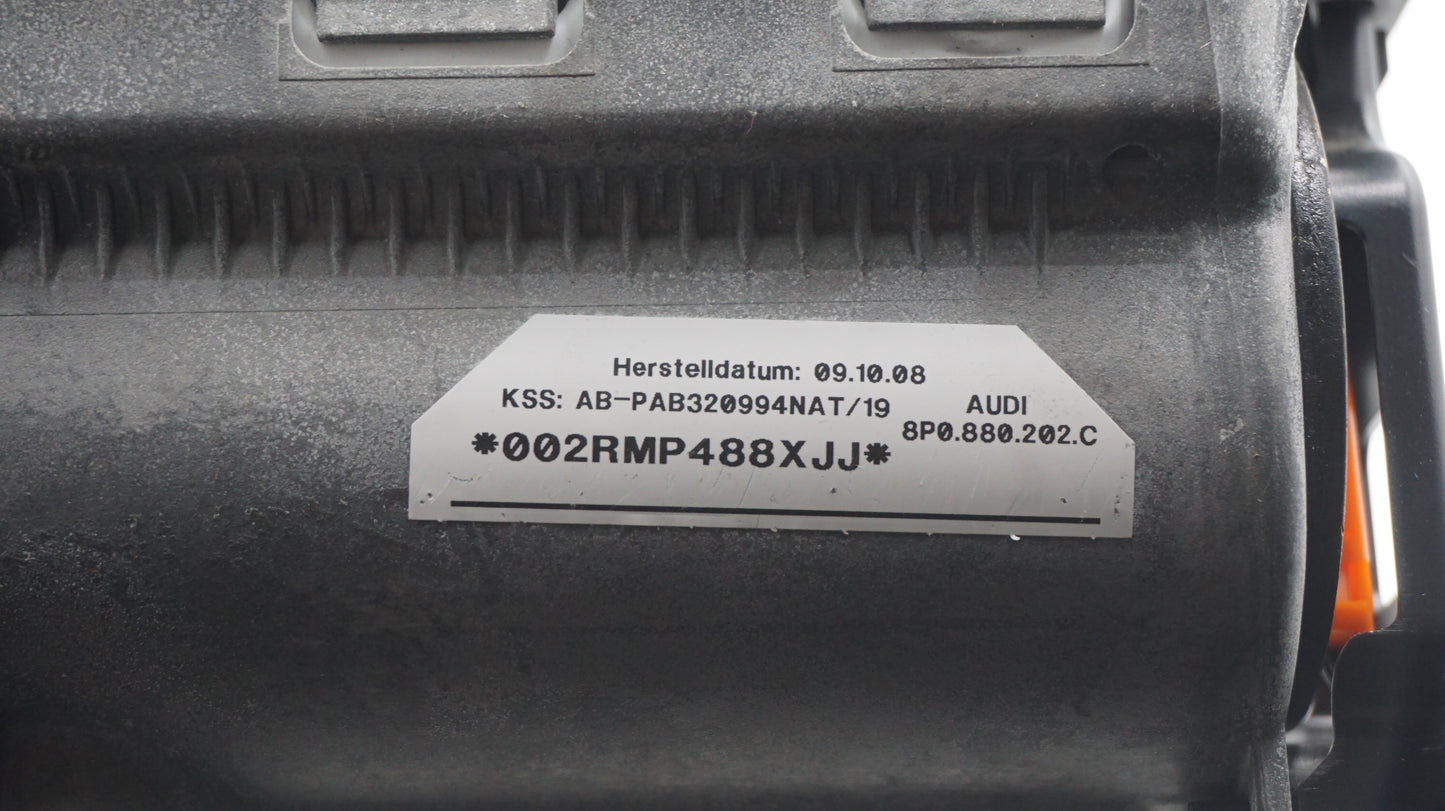 Herstelldatum: 09.10.08
KSS: AB-PAB320994NAT/19
AUDI
8P0.880.202.C
*002RMP488XJJ*